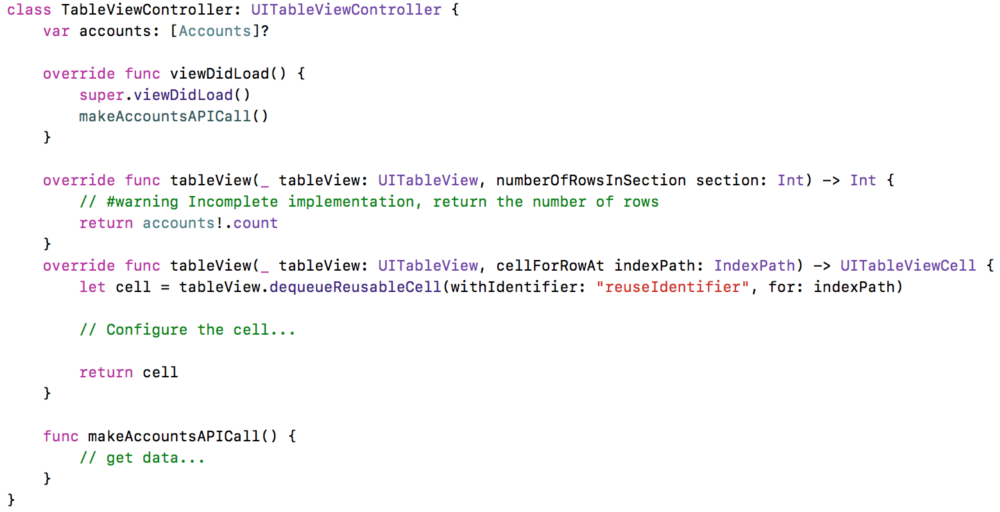 class TableViewController: UITableViewController {
    var accounts: [Accounts]?

    override func viewDidLoad() {
        super.viewDidLoad()
        makeAccountsAPICall()
    }

    override func tableView(_ tableView: UITableView, numberOfRowsInSection section: Int) -> Int {
        // #warning Incomplete implementation, return the number of rows
        return accounts!.count
    }
    override func tableView(_ tableView: UITableView, cellForRowAt indexPath: IndexPath) -> UITableViewCell {
        let cell = tableView.dequeueReusableCell(withIdentifier: "reuseIdentifier", for: indexPath)

        // Configure the cell...

        return cell
    }

    func makeAccountsAPICall() {
        // get data...
    }
}